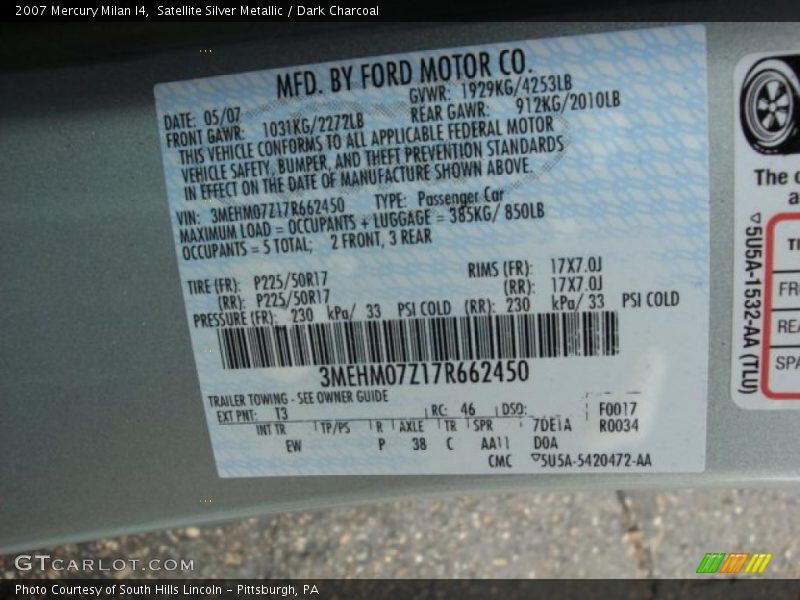 2007 Mercury Milan I4,  Satellite Silver Metallic / Dark Charcoal
MFD. BY FORD MOTOR CO.
DATE: 05/07 GVWR: 1929KG/4253LB
FRONT GAWR: 1031KG/2272LB REAR GAWR: 912KG/2010LB
THIS VEHICLE CONFORMS TO ALL APPLICABLE FEDERAL MOTOR
VEHICLE SAFETY, BUMPER, AND THEFT PREVENTION STANDARDS
IN EFFECT ON THE DATE OF MANUFACTURE SHOWN ABOVE.
VIN: 3MEHM07Z17R662450 TYPE: Passenger Car
MAXIMUM LOAD = OCCUPANTS + LUGGAGE = 385KG/ 850LB
OCCUPANTS = 5 TOTAL; 2 FRONT, 3 REAR
TIRE (FR): P225/50R17 RIMS (FR): 17X7.0J
(RR): P225/50R17 (RR): 17X7.0J
PRESSURE (FR): 230 kPa/ 33 PSI COLD (RR): 230 kPa/ 33 PSI COLD
3MEHM07Z17R662450
TRAILER TOWING - SEE OWNER GUIDE
EXT PNT: T3 RC: 46 DSO: F0017
INT TR TP/PS R AXLE TR SPR 7DE1A R0034
EW P 38 C AA11 D0A
CMC 5U5A-5420472-AA
The
5U5A-1532-AA (TLU)
FR
REA
SPA
GTCARLOT.COM
Photo Courtesy of South Hills Lincoln – Pittsburgh, PA